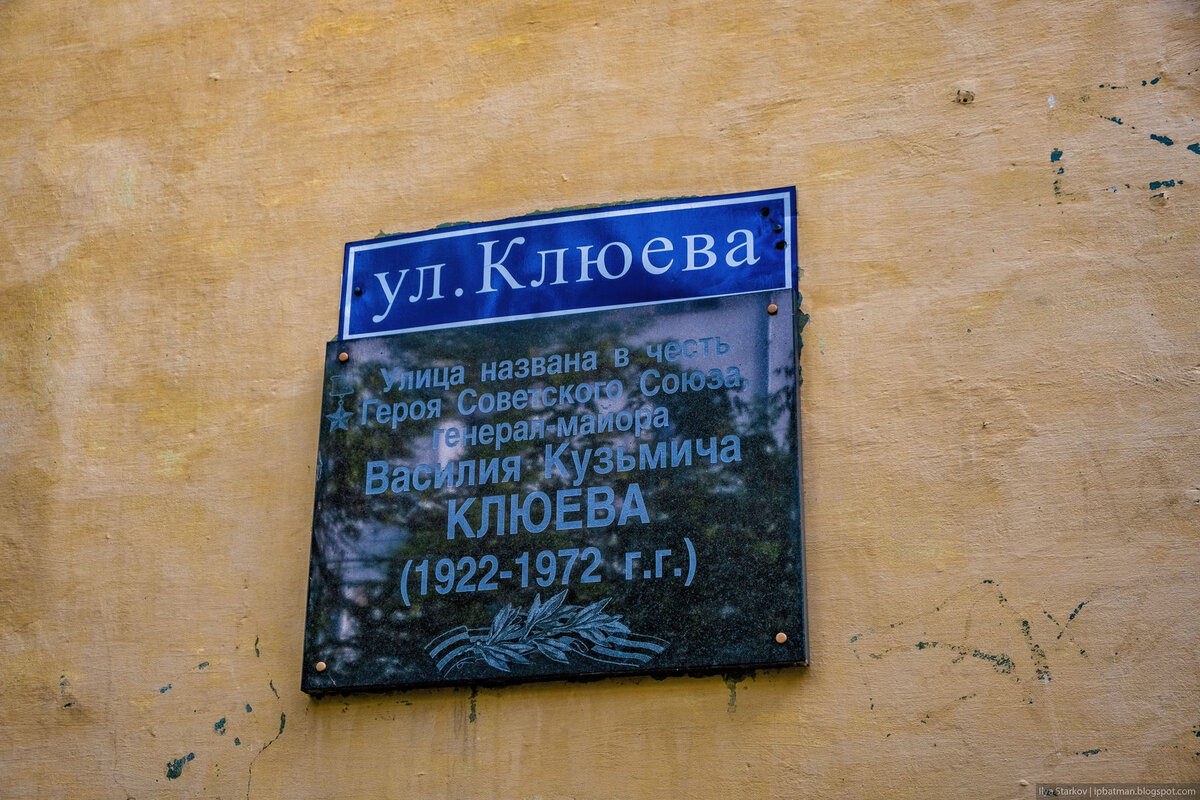 ул. Клюева
Улица названа в честь
Героя Советского Союза,
генерал-майора
Василия Кузьмича
КЛЮЕВА
(1922-1972 г.г.)
Ilya Starkov | ipbatman.blogspot.com